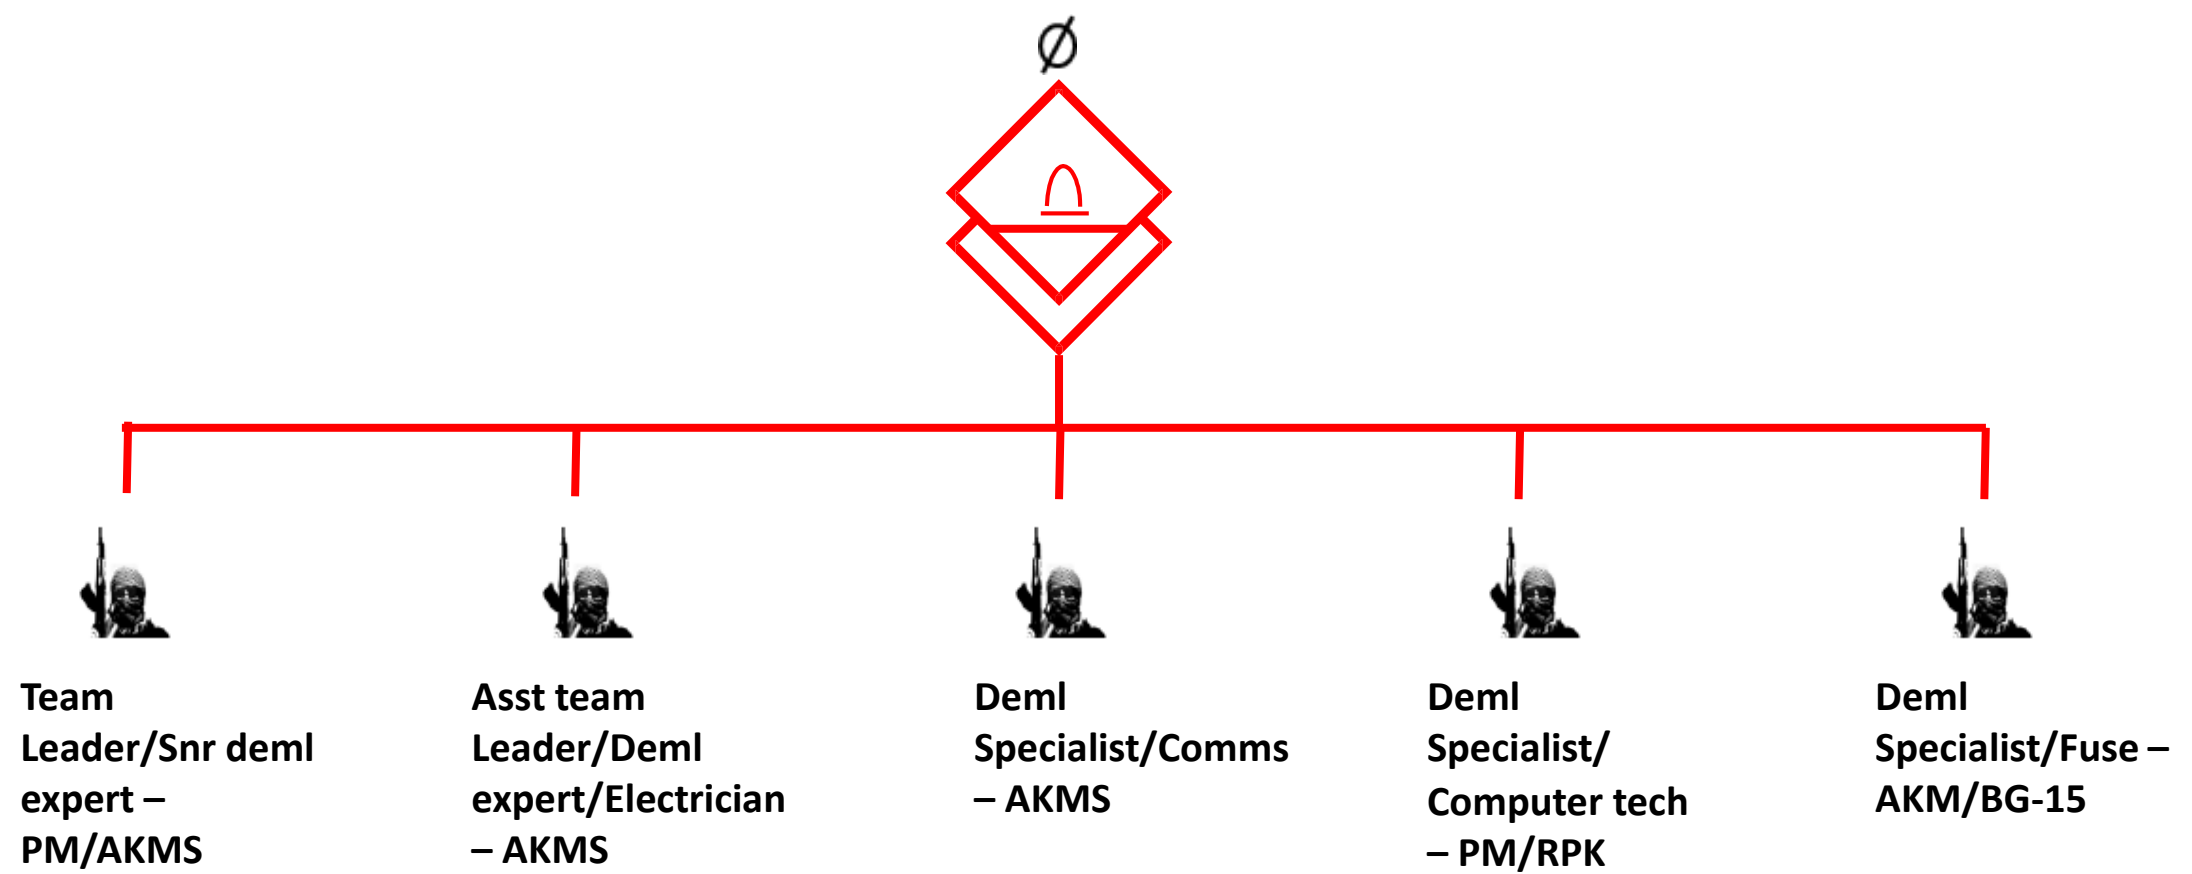 Ø
Team
Leader/Snr deml
expert –
PM/AKMS
Asst team
Leader/Deml
expert/Electrician
– AKMS
Deml
Specialist/Comms
– AKMS
Deml
Specialist/
Computer tech
– PM/RPK
Deml
Specialist/Fuse –
AKM/BG-15